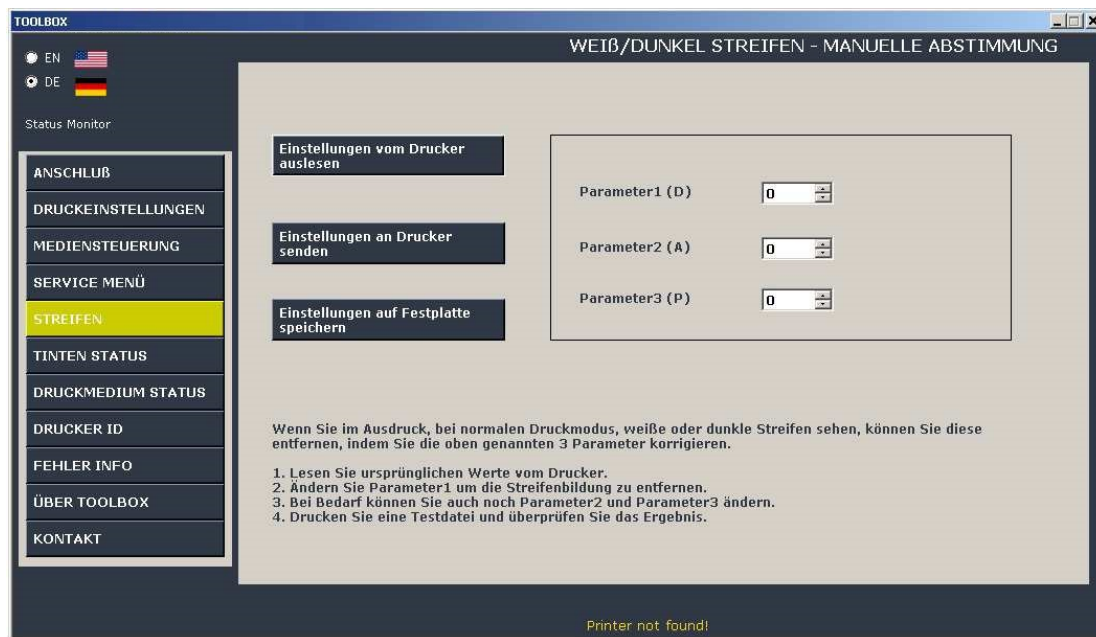 TOOLBOX
WEIß/DUNKEL STREIFEN - MANUELLE ABSTIMMUNG
EN
DE
Status Monitor
ANSCHLUß
DRUCKEINSTELLUNGEN
MEDIENSTEUERUNG
SERVICE MENÜ
STREIFEN
TINTEN STATUS
DRUCKMEDIUM STATUS
DRUCKER ID
FEHLER INFO
ÜBER TOOLBOX
KONTAKT
Einstellungen vom Drucker
auslesen
Einstellungen an Drucker
senden
Einstellungen auf Festplatte
speichern
Parameter1 (D) 0
Parameter2 (A) 0
Parameter3 (P) 0
Wenn Sie im Ausdruck, bei normalen Druckmodus, weiße oder dunkle Streifen sehen, können Sie diese
entfernen, indem Sie die oben genannten 3 Parameter korrigieren.
1. Lesen Sie ursprünglichen Werte vom Drucker.
2. Ändern Sie Parameter1 um die Streifenbildung zu entfernen.
3. Bei Bedarf können Sie auch noch Parameter2 und Parameter3 ändern.
4. Drucken Sie eine Testdatei und überprüfen Sie das Ergebnis.
Printer not found!